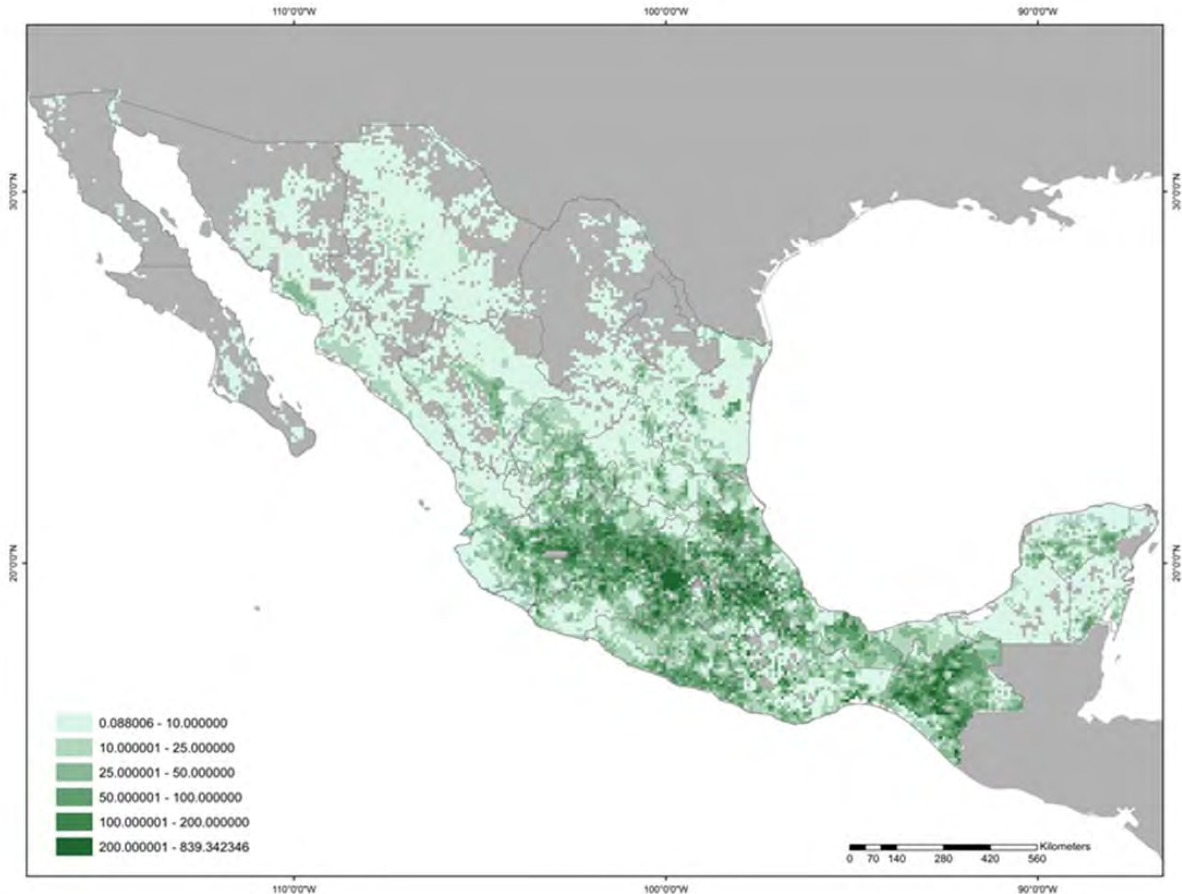 110°0'0"W 100°0'0"W 90°0'0"W
30°0'0"N 30°0'0"N
20°0'0"N 20°0'0"N
0.088006 - 10.000000
10.000001 - 25.000000
25.000001 - 50.000000
50.000001 - 100.000000
100.000001 - 200.000000
200.000001 - 839.342346
Kilometers
0 70 140 280 420 560
110°0'0"W 100°0'0"W 90°0'0"W